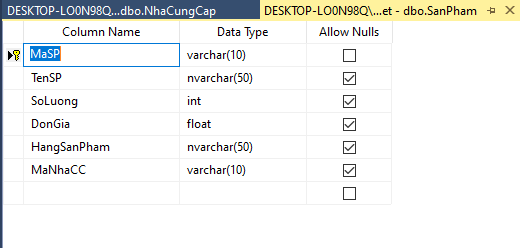 DESKTOP-LO0N98Q...dbo.NhaCungCap DESKTOP-LO0N98Q\...et - dbo.SanPham
Column Name Data Type Allow Nulls
MaSP varchar(10)
TenSP nvarchar(50)
SoLuong int
DonGia float
HangSanPham nvarchar(50)
MaNhaCC varchar(10)